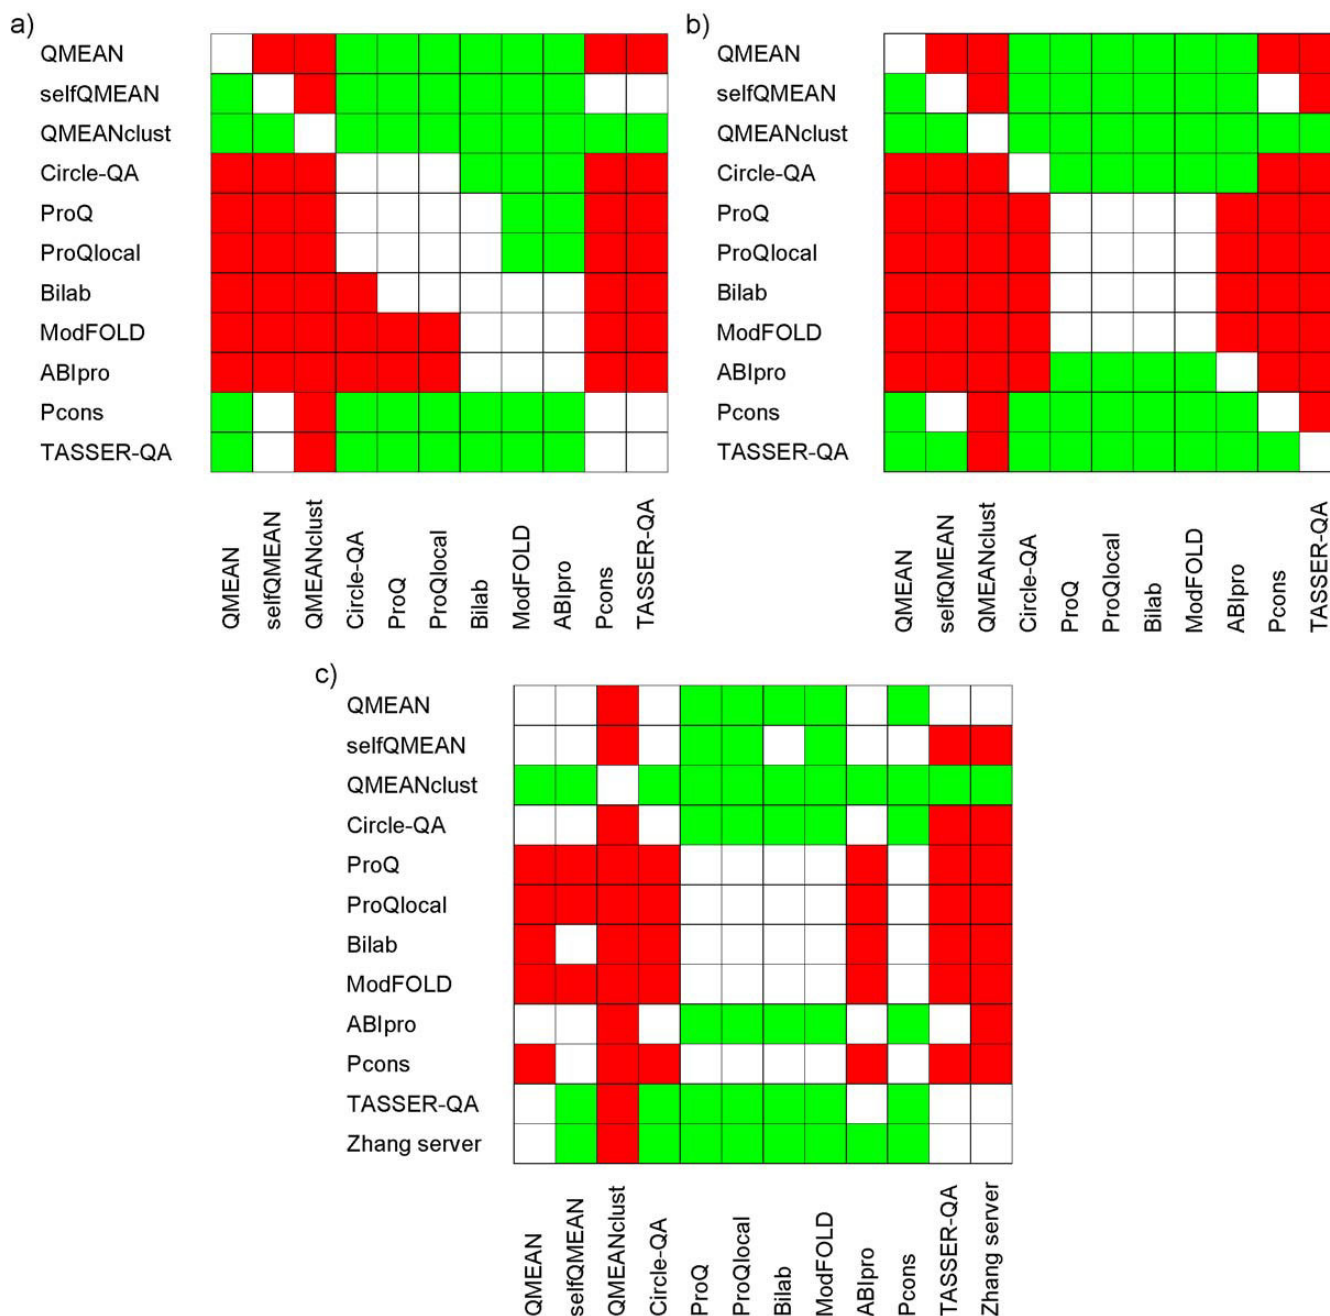 a)
QMEAN
selfQMEAN
QMEANclust
Circle-QA
ProQ
ProQlocal
Bilab
ModFOLD
ABIpro
Pcons
TASSER-QA
QMEAN
selfQMEAN
QMEANclust
Circle-QA
ProQ
ProQlocal
Bilab
ModFOLD
ABIpro
Pcons
TASSER-QA
b)
QMEAN
selfQMEAN
QMEANclust
Circle-QA
ProQ
ProQlocal
Bilab
ModFOLD
ABIpro
Pcons
TASSER-QA
QMEAN
selfQMEAN
QMEANclust
Circle-QA
ProQ
ProQlocal
Bilab
ModFOLD
ABIpro
Pcons
TASSER-QA
c)
QMEAN
selfQMEAN
QMEANclust
Circle-QA
ProQ
ProQlocal
Bilab
ModFOLD
ABIpro
Pcons
TASSER-QA
Zhang server
QMEAN
selfQMEAN
QMEANclust
Circle-QA
ProQ
ProQlocal
Bilab
ModFOLD
ABIpro
Pcons
TASSER-QA
Zhang server